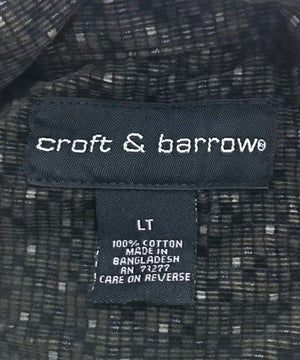 croft & barrow®
LT
100% COTTON
MADE IN
BANGLADESH
RN 73277
CARE ON REVERSE